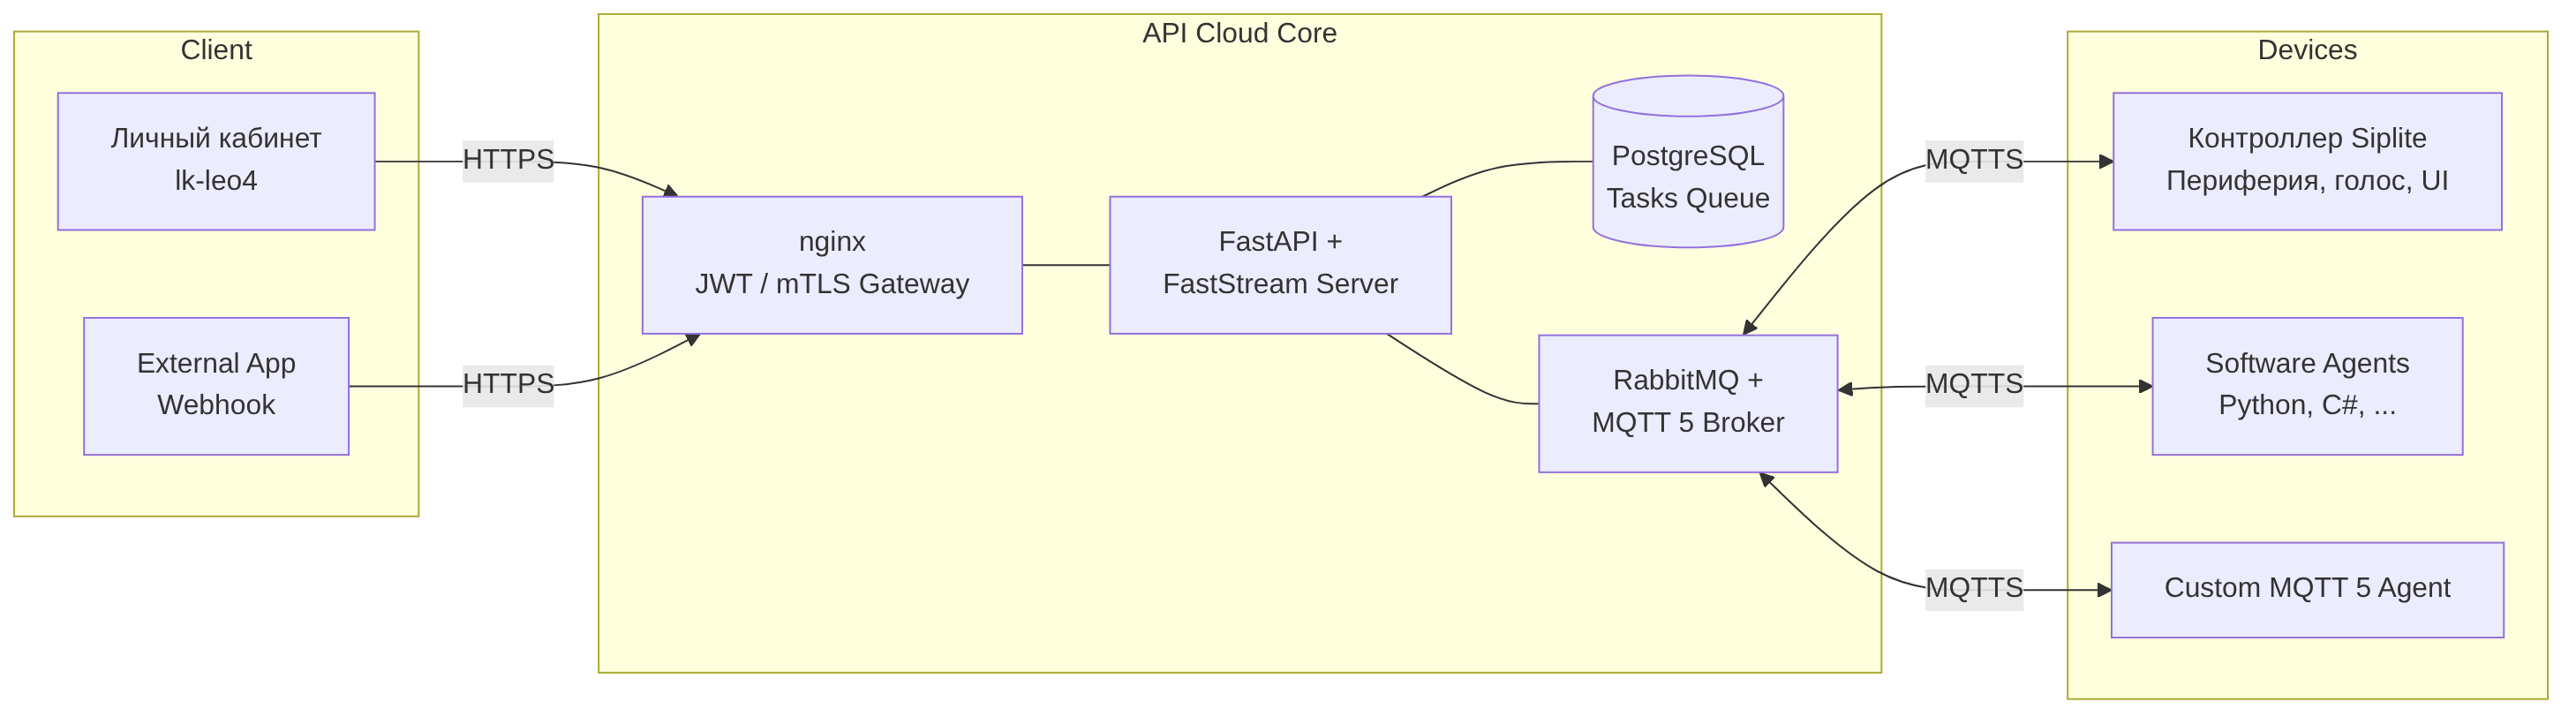 Client
Личный кабинет
lk-leo4
External App
Webhook
HTTPS
HTTPS
API Cloud Core
nginx
JWT / mTLS Gateway
FastAPI +
FastStream Server
PostgreSQL
Tasks Queue
RabbitMQ +
MQTT 5 Broker
MQTTS
MQTTS
MQTTS
Devices
Контроллер Siplite
Периферия, голос, UI
Software Agents
Python, C#, ...
Custom MQTT 5 Agent